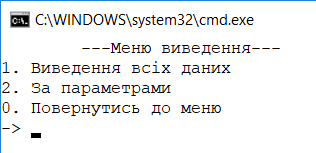 C:\WINDOWS\system32\cmd.exe
---Меню виведення---
1. Виведення всіх даних
2. За параметрами
0. Повернутись до меню
->